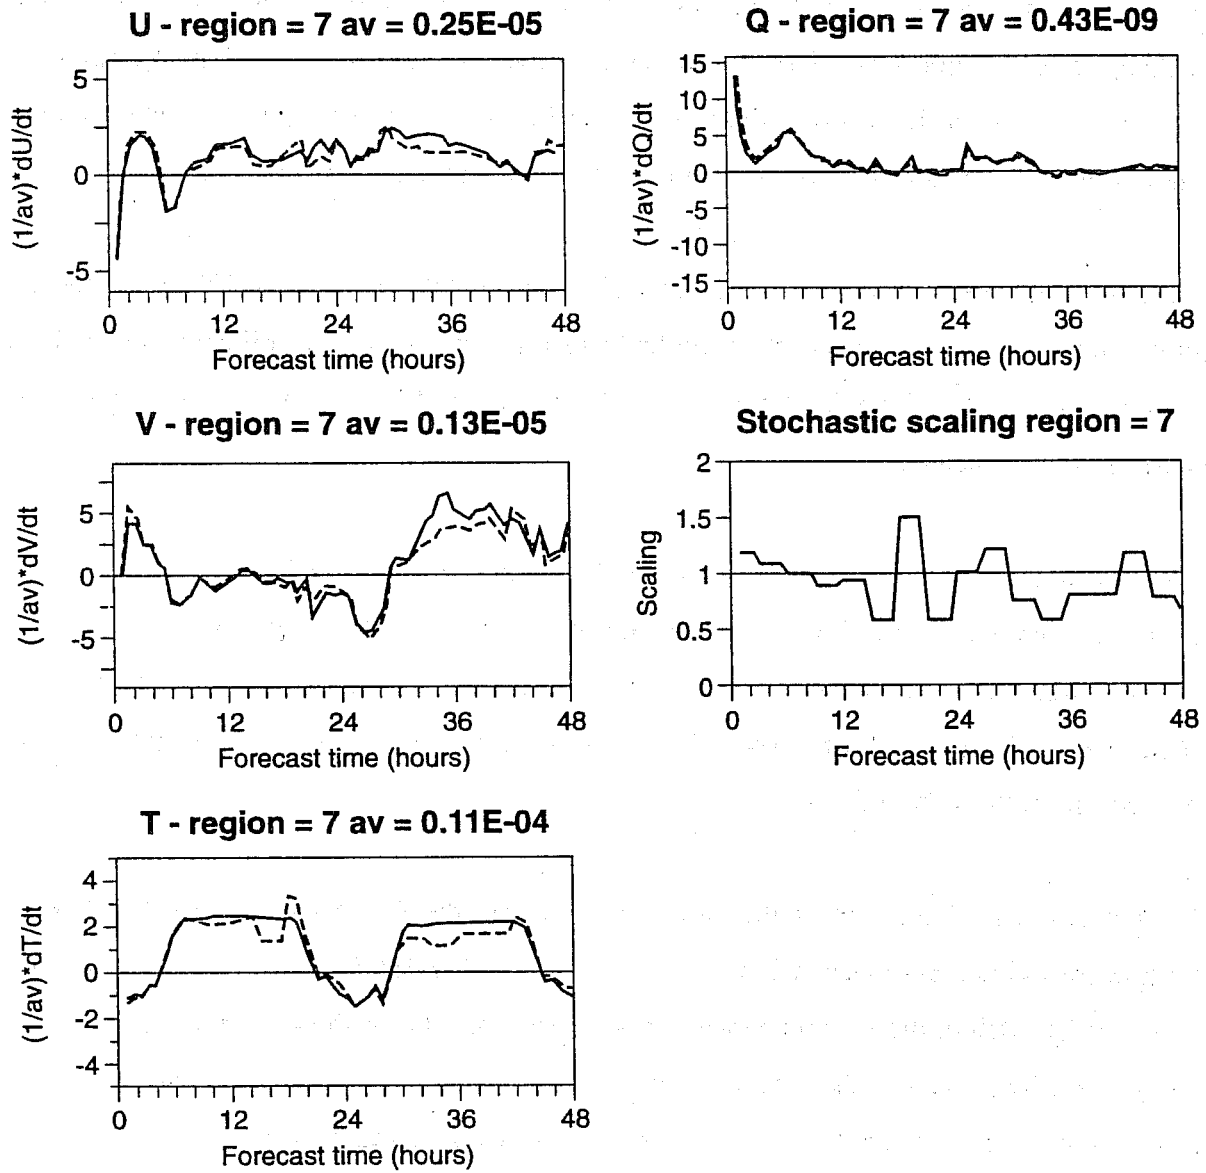 U - region = 7 av = 0.25E-05
(1/av)*dU/dt
5
0
-5
0 12 24 36 48
Forecast time (hours)
Q - region = 7 av = 0.43E-09
(1/av)*dQ/dt
15
10
5
0
-5
-10
-15
0 12 24 36 48
Forecast time (hours)
V - region = 7 av = 0.13E-05
(1/av)*dV/dt
5
0
-5
0 12 24 36 48
Forecast time (hours)
Stochastic scaling region = 7
Scaling
2
1.5
1
0.5
0
0 12 24 36 48
Forecast time (hours)
T - region = 7 av = 0.11E-04
(1/av)*dT/dt
4
2
0
-2
-4
0 12 24 36 48
Forecast time (hours)